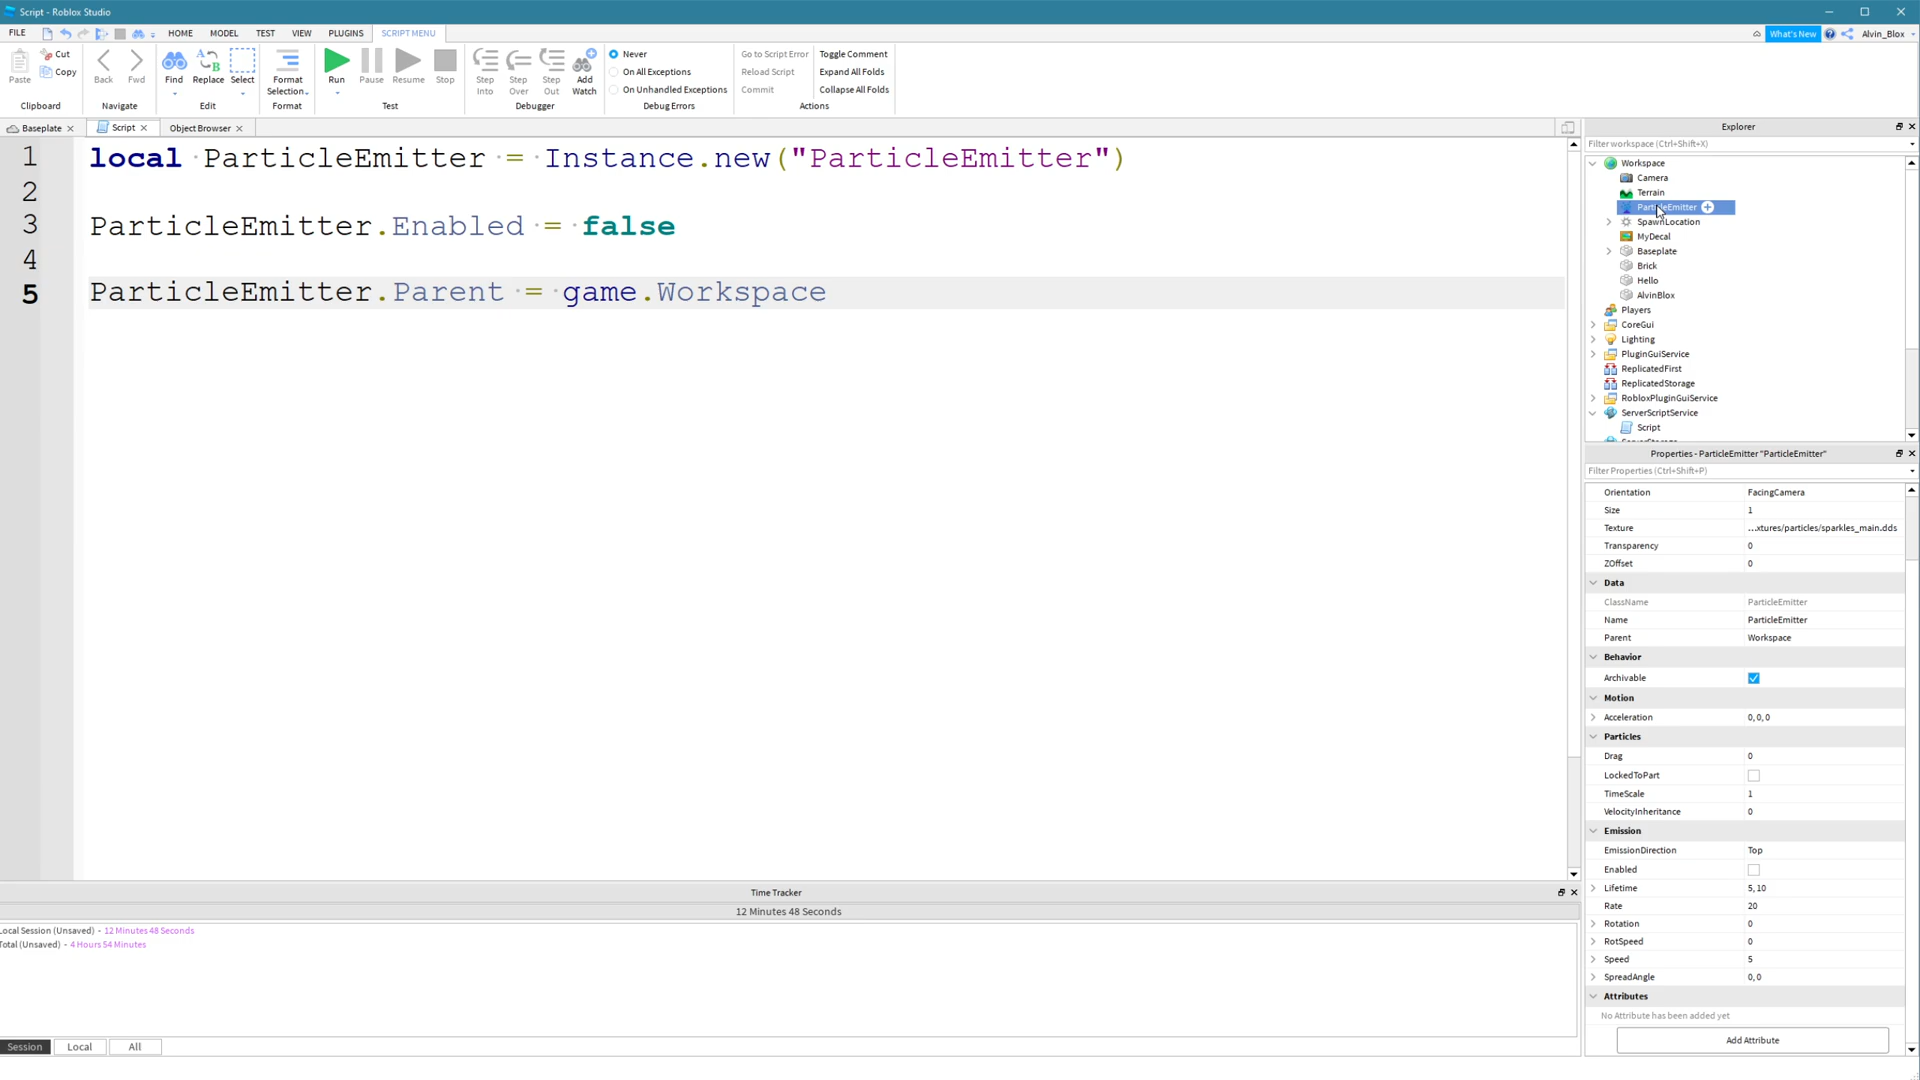 Script - Roblox Studio
FILE HOME MODEL TEST VIEW PLUGINS SCRIPT MENU What's New Alvin_Blox
Paste Cut Copy Clipboard
Back Fwd Navigate
Find Replace Select Edit
Format Selection Format
Run Pause Resume Stop Test
Step Into Step Over Step Out Add Watch Debugger
Never
On All Exceptions
On Unhandled Exceptions
Debug Errors
Go to Script Error Toggle Comment
Reload Script Expand All Folds
Commit Collapse All Folds
Actions
Baseplate Script Object Browser
1 local ParticleEmitter = Instance.new("ParticleEmitter")
2
3 ParticleEmitter.Enabled = false
4
5 ParticleEmitter.Parent = game.Workspace
Time Tracker
12 Minutes 48 Seconds
Local Session (Unsaved) - 12 Minutes 48 Seconds
Total (Unsaved) - 4 Hours 54 Minutes
Session Local All
Explorer
Filter workspace (Ctrl+Shift+X)
Workspace
Camera
Terrain
ParticleEmitter
SpawnLocation
MyDecal
Baseplate
Brick
Hello
AlvinBlox
Players
CoreGui
Lighting
PluginGuiService
ReplicatedFirst
ReplicatedStorage
RobloxPluginGuiService
ServerScriptService
Script
Properties - ParticleEmitter "ParticleEmitter"
Filter Properties (Ctrl+Shift+P)
Orientation FacingCamera
Size 1
Texture ...xtures/particles/sparkles_main.dds
Transparency 0
ZOffset 0
Data
ClassName ParticleEmitter
Name ParticleEmitter
Parent Workspace
Behavior
Archivable
Motion
Acceleration 0, 0, 0
Particles
Drag 0
LockedToPart
TimeScale 1
VelocityInheritance 0
Emission
EmissionDirection Top
Enabled
Lifetime 5, 10
Rate 20
Rotation 0
RotSpeed 0
Speed 5
SpreadAngle 0, 0
Attributes
No Attribute has been added yet
Add Attribute